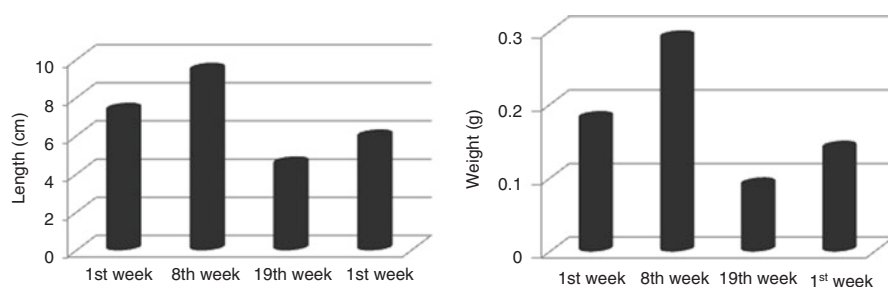 Length (cm)
10
8
6
4
2
0
1st week 8th week 19th week 1st week
Weight (g)
0.3
0.2
0.1
0
1st week 8th week 19th week 1st week